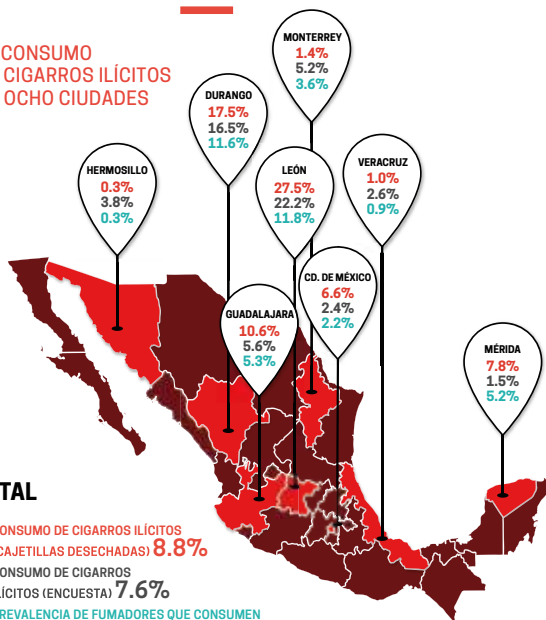 CONSUMO
CIGARROS ILÍCITOS
OCHO CIUDADES
MONTERREY
1.4%
5.2%
3.6%
DURANGO
17.5%
16.5%
11.6%
HERMOSILLO
0.3%
3.8%
0.3%
LEÓN
27.5%
22.2%
11.8%
VERACRUZ
1.0%
2.6%
0.9%
CD. DE MÉXICO
6.6%
2.4%
2.2%
GUADALAJARA
10.6%
5.6%
5.3%
MÉRIDA
7.8%
1.5%
5.2%
TAL
ONSUMO DE CIGARROS ILÍCITOS
CAJETILLAS DESECHADAS) 8.8%
ONSUMO DE CIGARROS
LÍCITOS (ENCUESTA) 7.6%
REVALENCIA DE FUMADORES QUE CONSUMEN